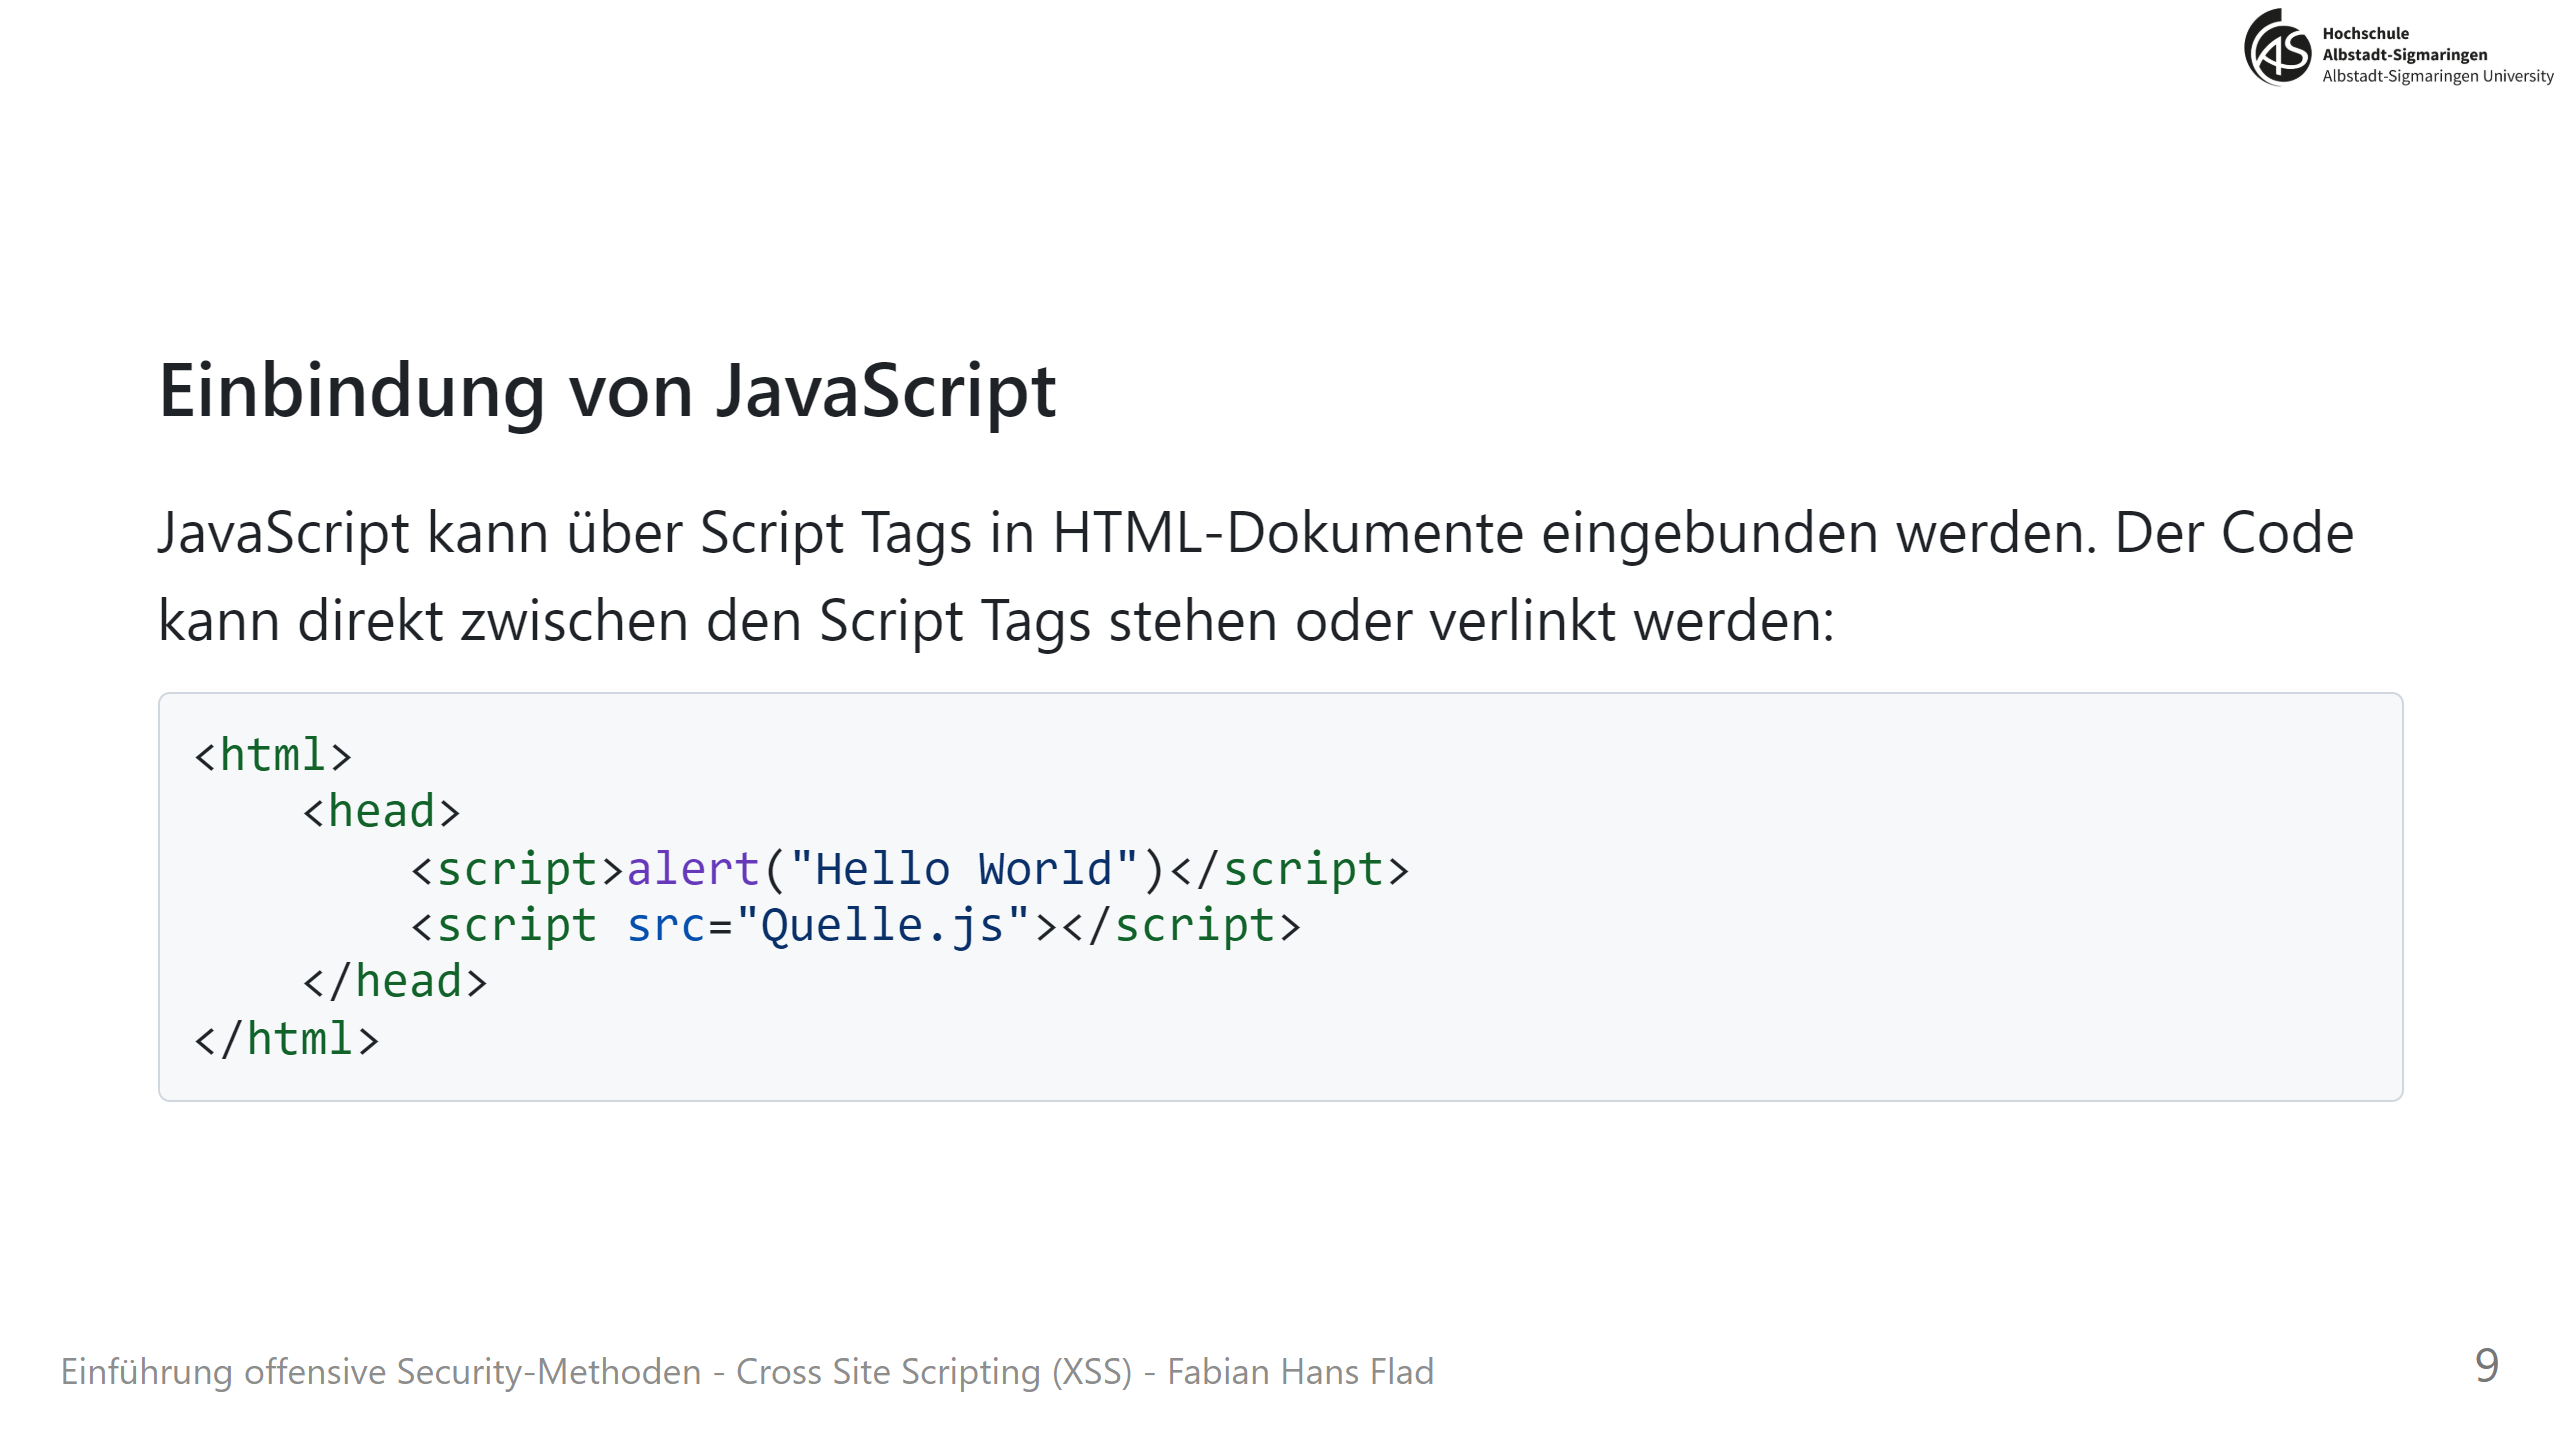 Hochschule
Albstadt-Sigmaringen
Albstadt-Sigmaringen University
Einbindung von JavaScript
JavaScript kann über Script Tags in HTML-Dokumente eingebunden werden. Der Code
kann direkt zwischen den Script Tags stehen oder verlinkt werden:
<html>
    <head>
        <script>alert("Hello World")</script>
        <script src="Quelle.js"></script>
    </head>
</html>
Einführung offensive Security-Methoden - Cross Site Scripting (XSS) - Fabian Hans Flad
9